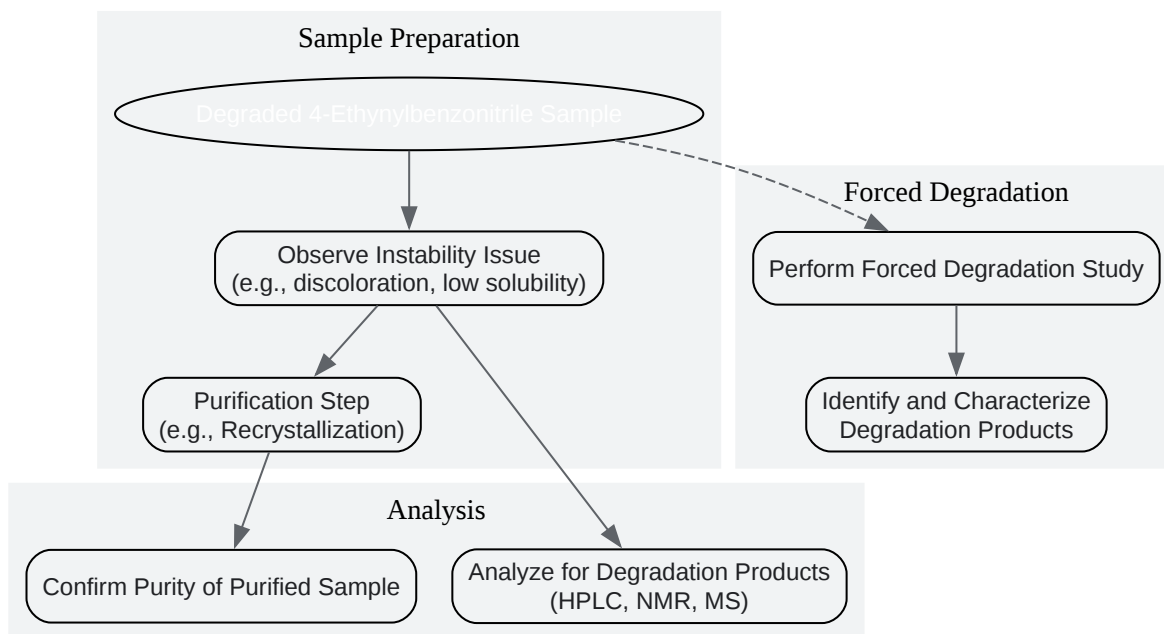 Sample Preparation
Degraded 4-Ethynylbenzonitrile Sample
Observe Instability Issue
(e.g., discoloration, low solubility)
Purification Step
(e.g., Recrystallization)
Forced Degradation
Perform Forced Degradation Study
Identify and Characterize
Degradation Products
Analysis
Confirm Purity of Purified Sample
Analyze for Degradation Products
(HPLC, NMR, MS)